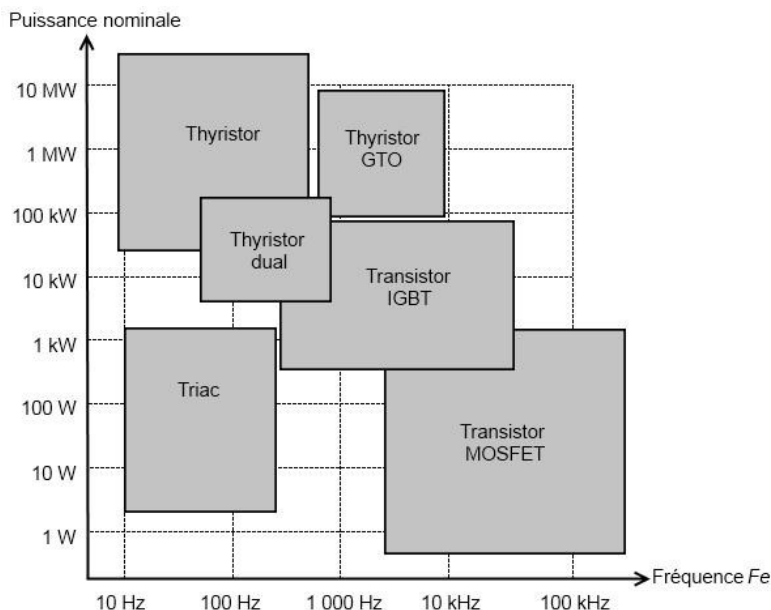 Puissance nominale
10 MW
1 MW
100 kW
10 kW
1 kW
100 W
10 W
1 W
Thyristor
Thyristor
GTO
Thyristor
dual
Transistor
IGBT
Triac
Transistor
MOSFET
10 Hz
100 Hz
1 000 Hz
10 kHz
100 kHz
Fréquence Fe